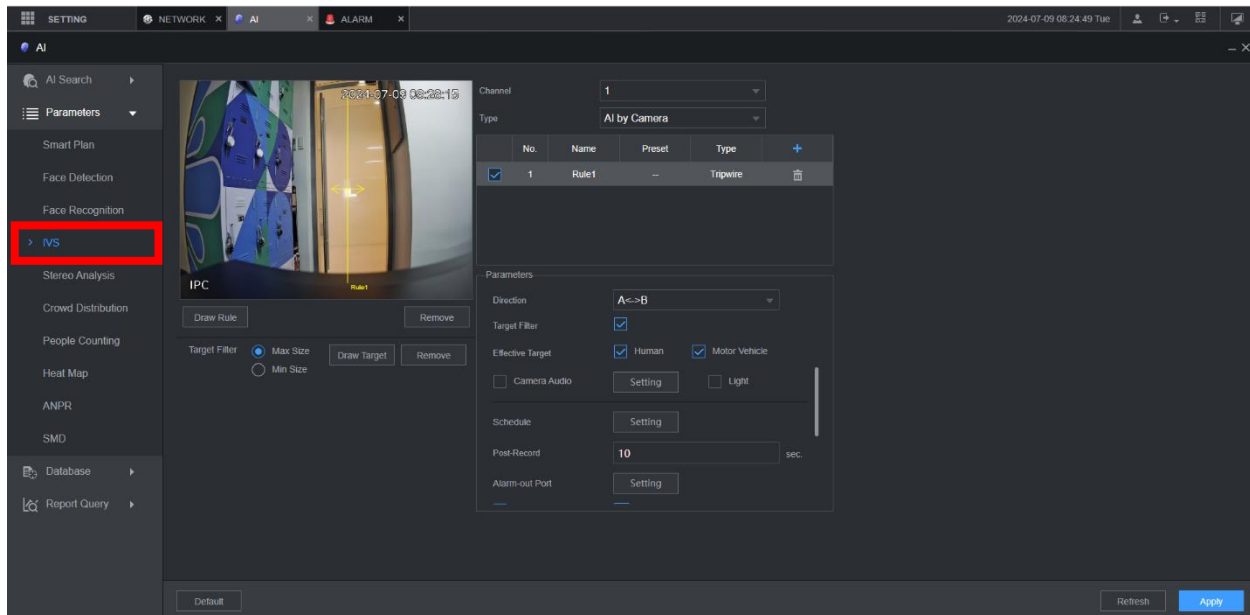 SETTING NETWORK × AI × ALARM × 2024-07-09 08:24:49 Tue
AI
AI Search
Parameters
Smart Plan
Face Detection
Face Recognition
IVS
Stereo Analysis
Crowd Distribution
People Counting
Heat Map
ANPR
SMD
Database
Report Query
2024-07-09 08:28:15
IPC
Rule1
Draw Rule Remove
Target Filter Max Size Draw Target Remove
Min Size
Channel 1
Type AI by Camera
No. Name Preset Type +
1 Rule1 -- Tripwire
Parameters
Direction A<->B
Target Filter
Effective Target Human Motor Vehicle
Camera Audio Setting Light
Schedule Setting
Post-Record 10 sec.
Alarm-out Port Setting
Default Refresh Apply